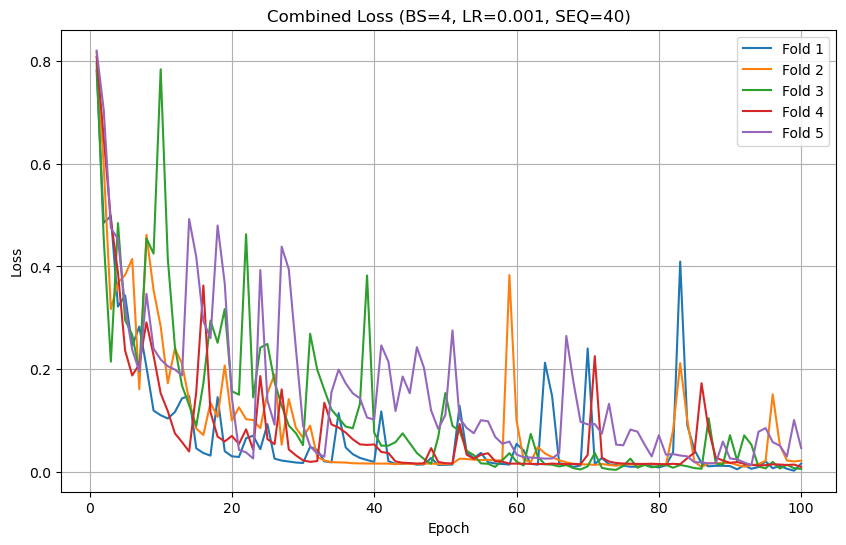 Combined Loss (BS=4, LR=0.001, SEQ=40)
Fold 1
Fold 2
Fold 3
Fold 4
Fold 5
Loss
0.8
0.6
0.4
0.2
0.0
0 20 40 60 80 100
Epoch